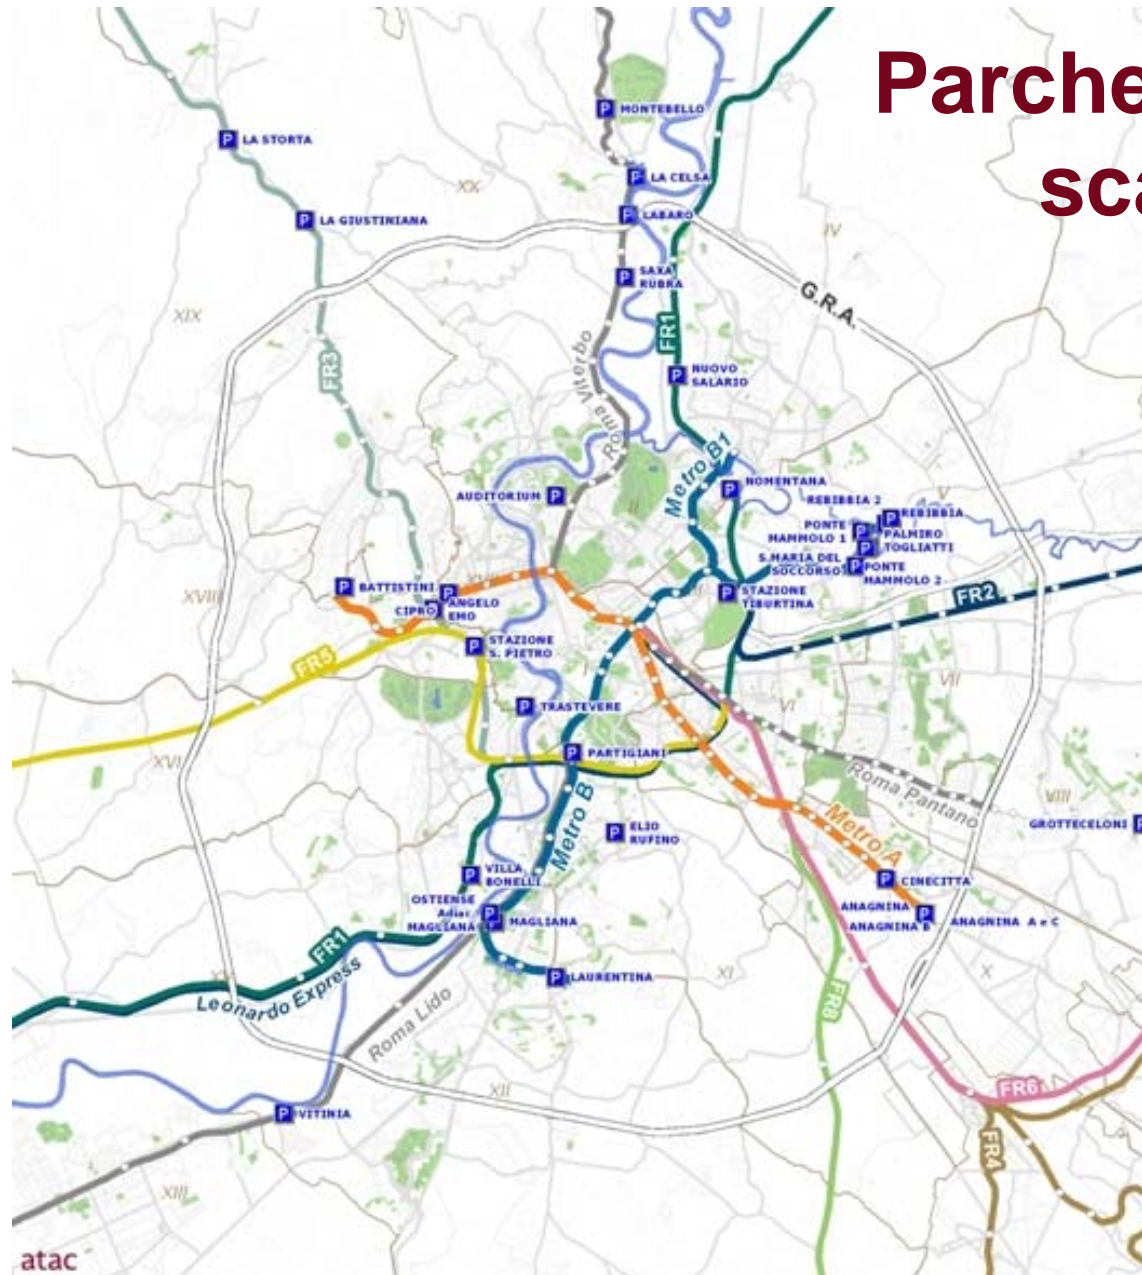 Parche
sca
MONTEBELLO
LA STORTA
LA CELSA
XX
LABARO
LA GIUSTINIANA
IV
SAXA
RUBRA
G.R.A.
XIX
FR1
FR3
Roma Viterbo
NUOVO
SALARIO
Metro B1
NOMENTANA
AUDITORIUM
REBIBBIA 2
V
REBIBBIA
II
PONTE
MAMMOLO 1
PALMIRO
TOGLIATTI
S.MARIA DEL
SOCCORSO
PONTE
MAMMOLO 2
BATTISTINI
XVIII
CIPRO
ANGELO
EMO
STAZIONE
TIBURTINA
FR2
STAZIONE
S. PIETRO
FR5
I
VII
TRASTEVERE
VI
XVI
PARTIGIANI
Roma Pantano
VIII
Metro B
Metro A
ELIO
RUFINO
GROTTECELONI
VILLA
BONELLI
CINECITTA
OSTIENSE
Adiac
MAGLIANA
MAGLIANA
ANAGNINA
ANAGNINA B
ANAGNINA A e C
FR1
Leonardo Express
LAURENTINA
XI
X
Roma Lido
FR8
XII
FR6
VITINIA
FR4
XIII
atac